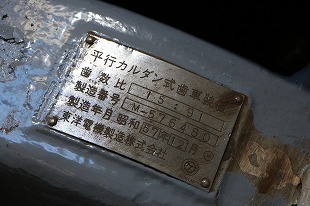 平行カルダン式歯車装置
歯数比 15:91
製造番号 M-576490
製造年月 昭和57年12月
東洋電機製造株式会社